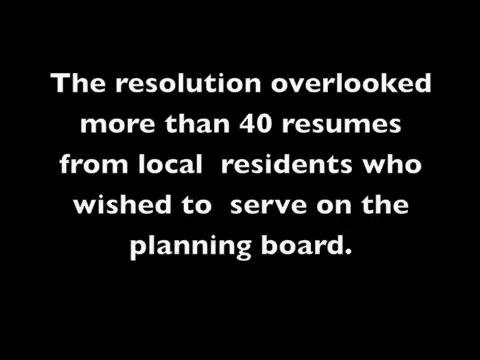 The resolution overlooked
more than 40 resumes
from local  residents who
wished to  serve on the
planning board.